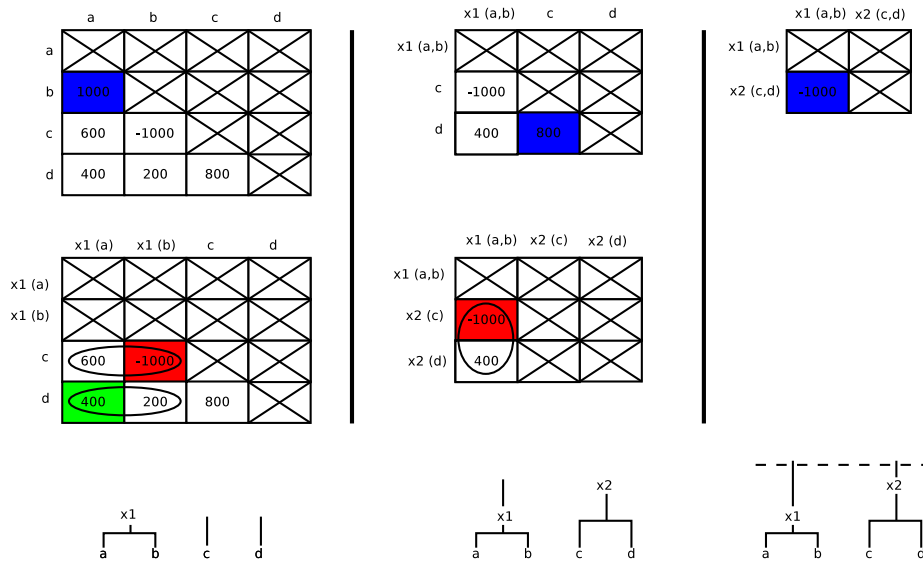 a b c d
a
b 1000
c 600 -1000
d 400 200 800
x1 (a) x1 (b) c d
x1 (a)
x1 (b)
c 600 -1000
d 400 200 800
x1
a b c d
x1 (a,b) c d
x1 (a,b)
c -1000
d 400 800
x1 (a,b) x2 (c) x2 (d)
x1 (a,b)
x2 (c) -1000
x2 (d) 400
x2
x1
a b c d
x1 (a,b) x2 (c,d)
x1 (a,b)
x2 (c,d) -1000
x2
x1
a b c d